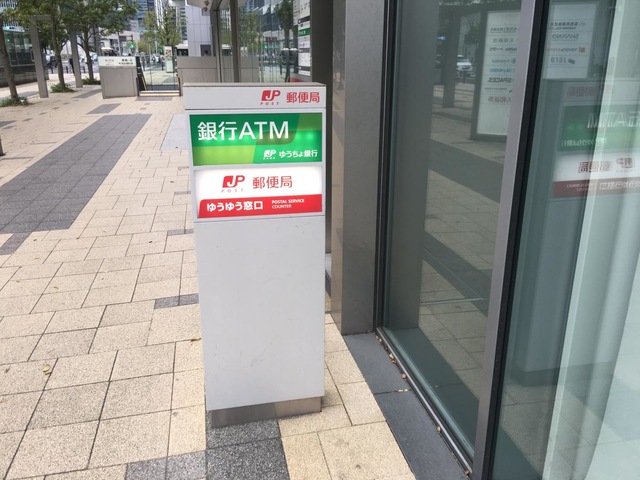 JP 郵便局
POST
銀行ATM
JP ゆうちょ銀行
JP 郵便局
POST
ゆうゆう窓口 POSTAL SERVICE
COUNTER